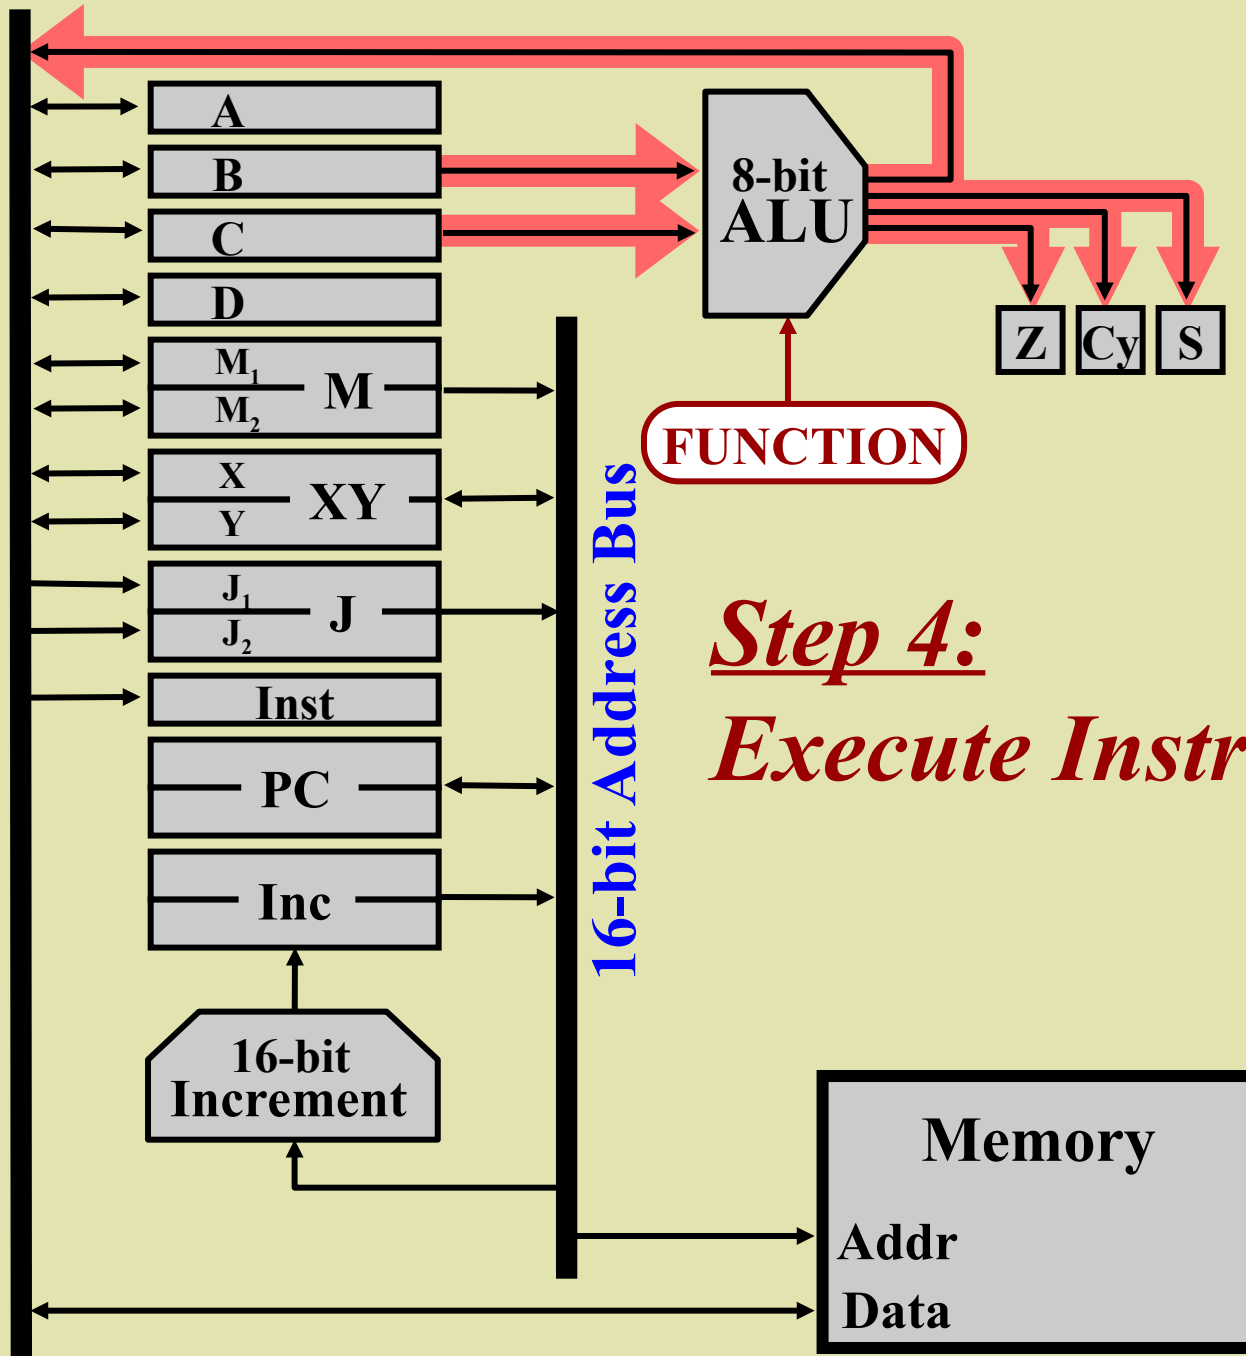 A
B
C
D
M₁
M
M₂
X
XY
Y
J₁
J
J₂
Inst
PC
Inc
16-bit
Increment
8-bit
ALU
Z
Cy
S
FUNCTION
16-bit Address Bus
Step 4:
Execute Instr
Memory
Addr
Data